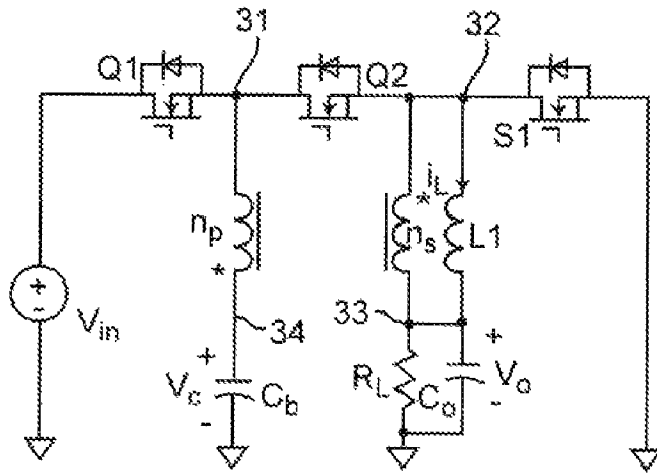 31
32
Q1
Q2
S1
i_L
*
n_p
n_s
L1
*
+
-
V_in
34
33
+
V_c
C_b
-
R_L
C_o
+
V_o
-